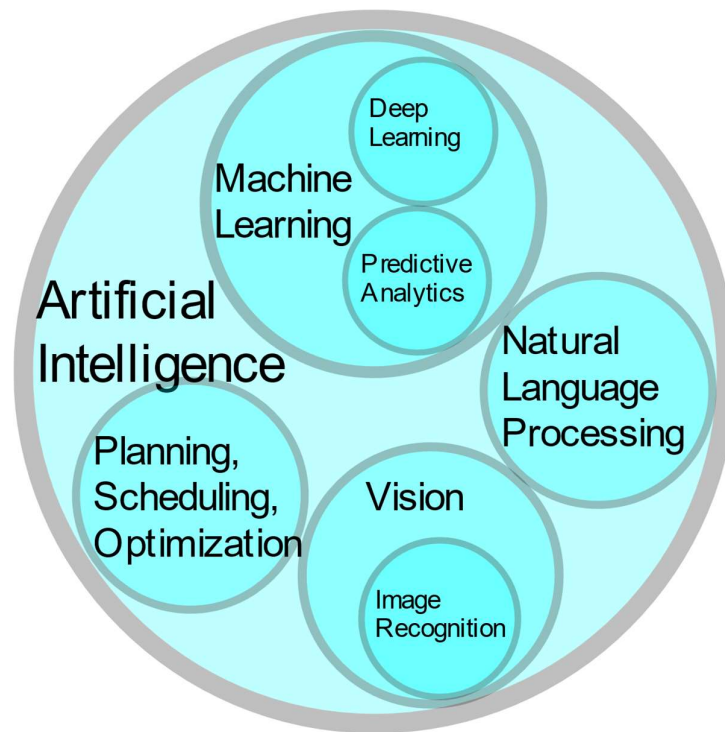 Deep
Learning
Machine
Learning
Predictive
Analytics
Artificial
Intelligence
Natural
Language
Processing
Planning,
Scheduling,
Optimization
Vision
Image
Recognition